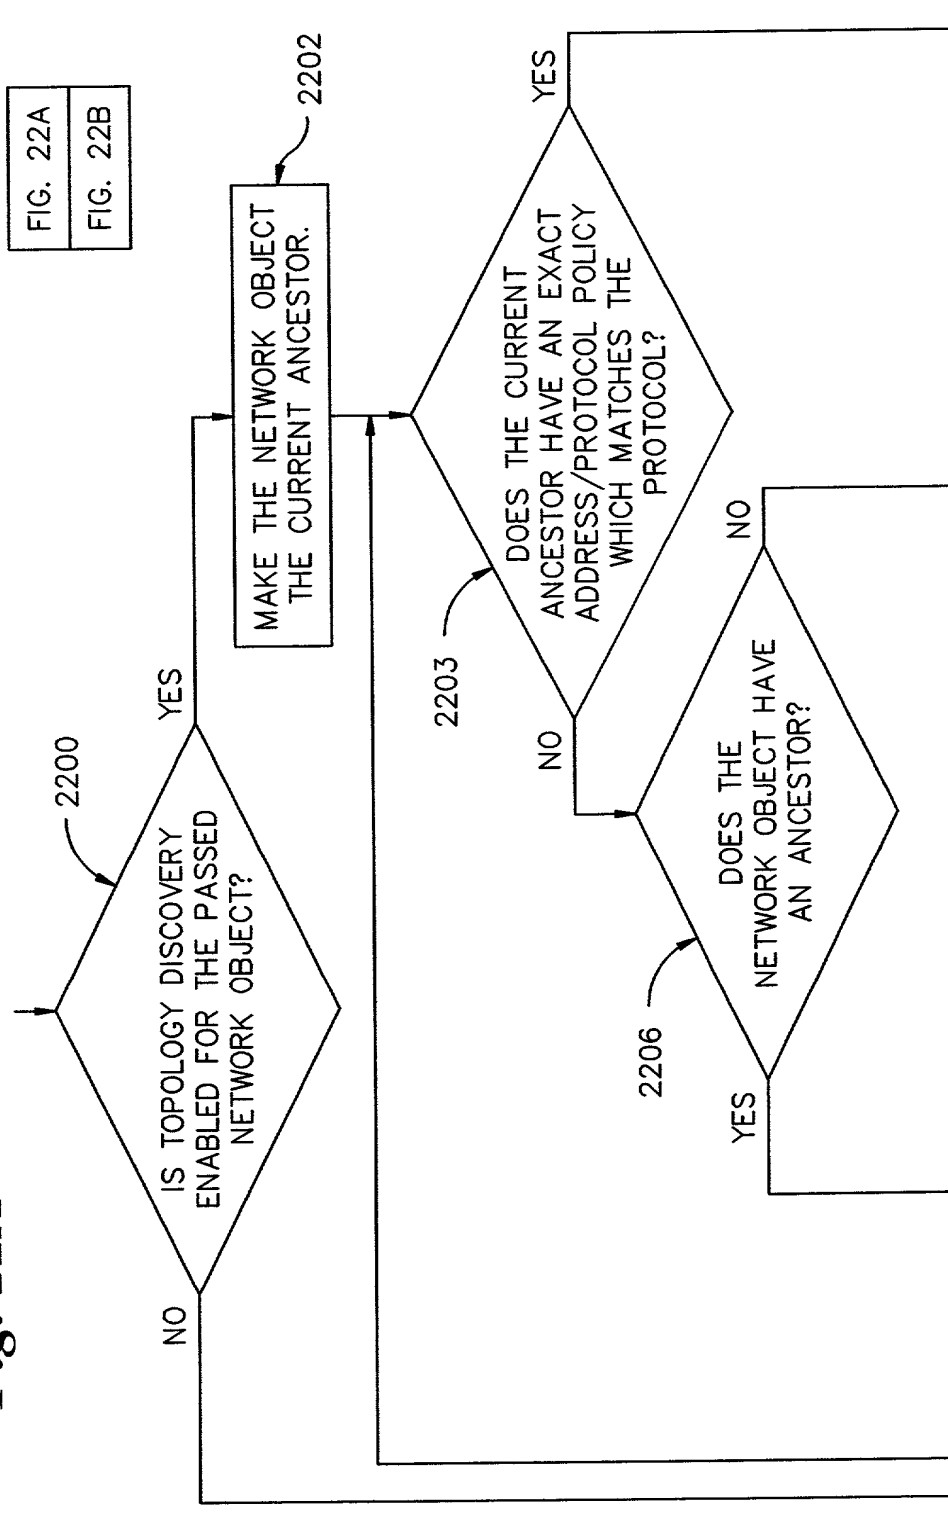 FIG. 22A
FIG. 22B
2200
IS TOPOLOGY DISCOVERY
ENABLED FOR THE PASSED
NETWORK OBJECT?
NO
YES
2202
MAKE THE NETWORK OBJECT
THE CURRENT ANCESTOR.
2203
DOES THE CURRENT
ANCESTOR HAVE AN EXACT
ADDRESS/PROTOCOL POLICY
WHICH MATCHES THE
PROTOCOL?
NO
YES
2206
DOES THE
NETWORK OBJECT HAVE
AN ANCESTOR?
YES
NO